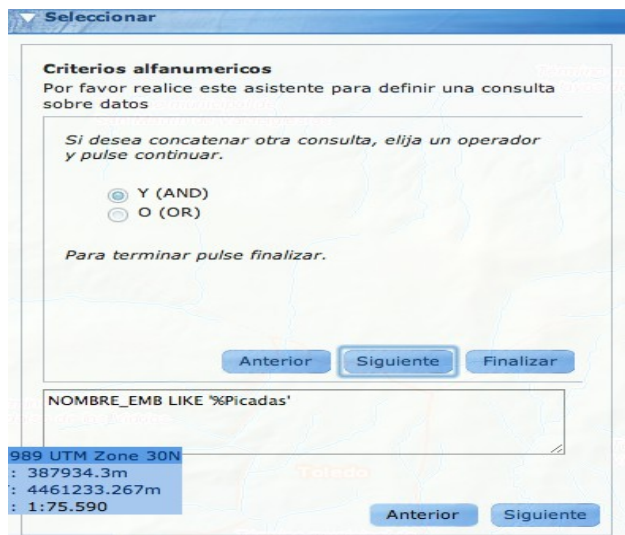 Seleccionar
Criterios alfanumericos
Por favor realice este asistente para definir una consulta
sobre datos
Si desea concatenar otra consulta, elija un operador
y pulse continuar.
Y (AND)
O (OR)
Para terminar pulse finalizar.
Anterior Siguiente Finalizar
NOMBRE_EMB LIKE '%Picadas'
989 UTM Zone 30N
: 387934.3m
: 4461233.267m
: 1:75.590
Toledo
Anterior Siguiente